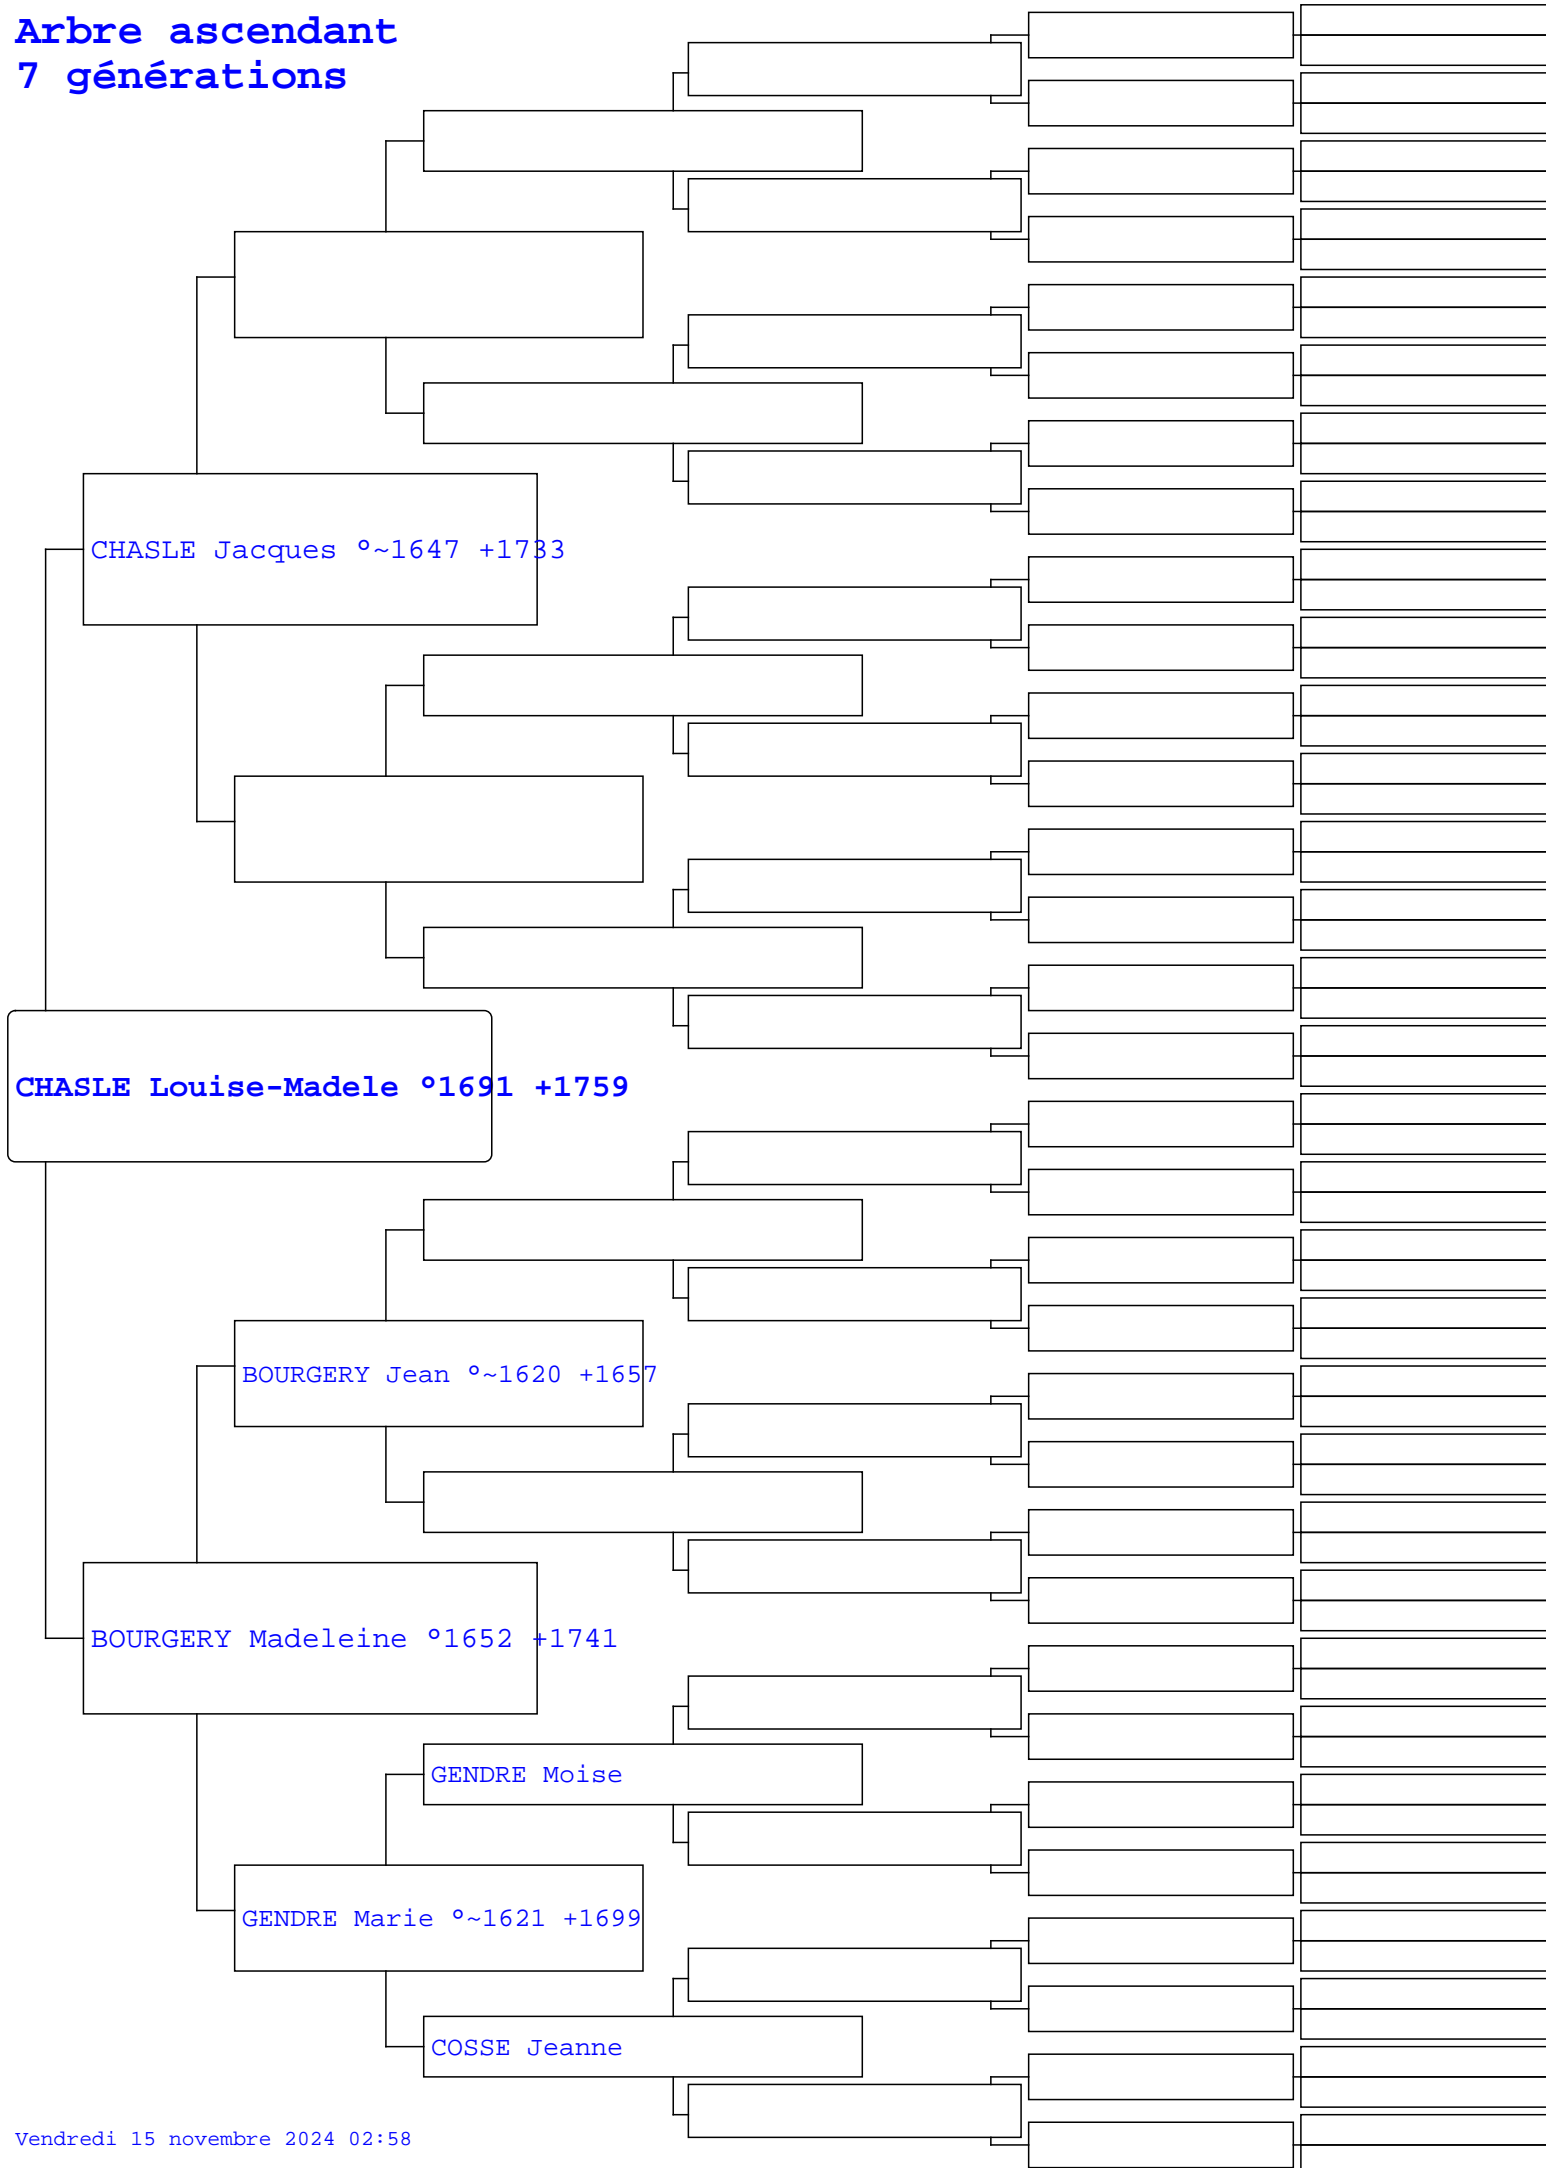 Arbre ascendant
7 générations
CHASLE Jacques °~1647 +1733
CHASLE Louise-Madele °1691 +1759
BOURGERY Jean °~1620 +1657
BOURGERY Madeleine °1652 +1741
GENDRE Moise
GENDRE Marie °~1621 +1699
COSSE Jeanne
Vendredi 15 novembre 2024 02:58